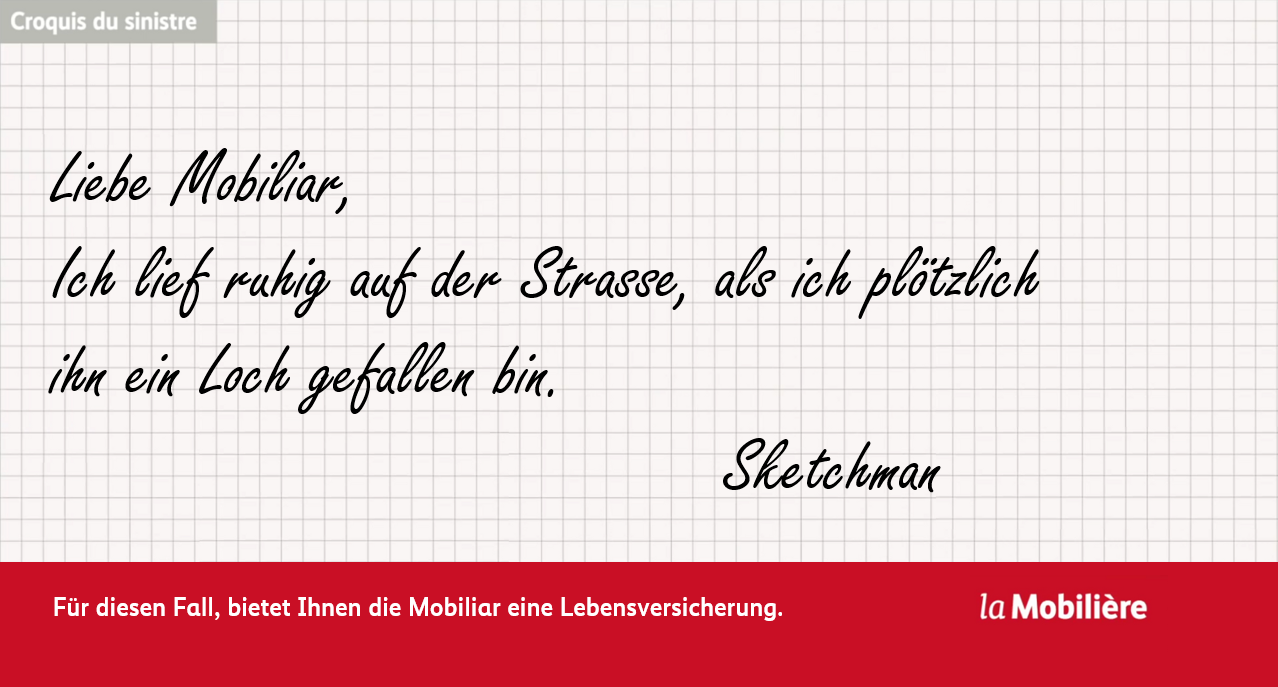 Croquis du sinistre
Liebe Mobiliar,
Ich lief ruhig auf der Strasse, als ich plötzlich
ihn ein Loch gefallen bin.
Sketchman
Für diesen Fall, bietet Ihnen die Mobiliar eine Lebensversicherung.
la Mobilière